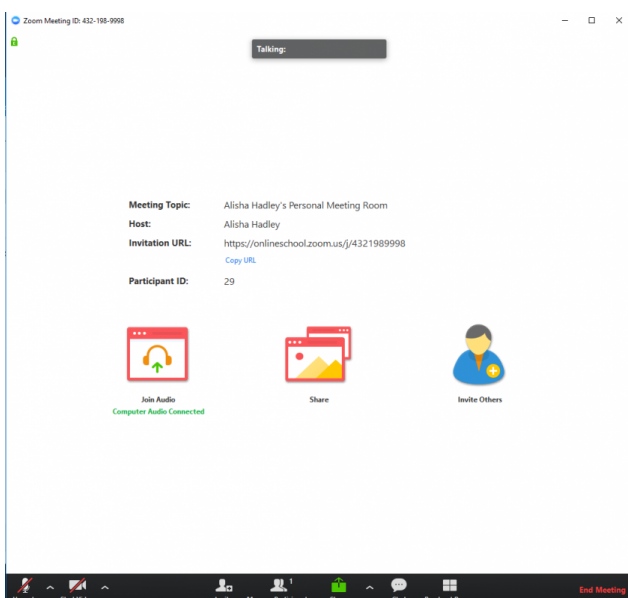 Zoom Meeting ID: 432-198-9998
Talking:
Meeting Topic: Alisha Hadley's Personal Meeting Room
Host: Alisha Hadley
Invitation URL: https://onlineschool.zoom.us/j/4321989998
Copy URL
Participant ID: 29
Join Audio Share Invite Others
Computer Audio Connected
1
End Meeting